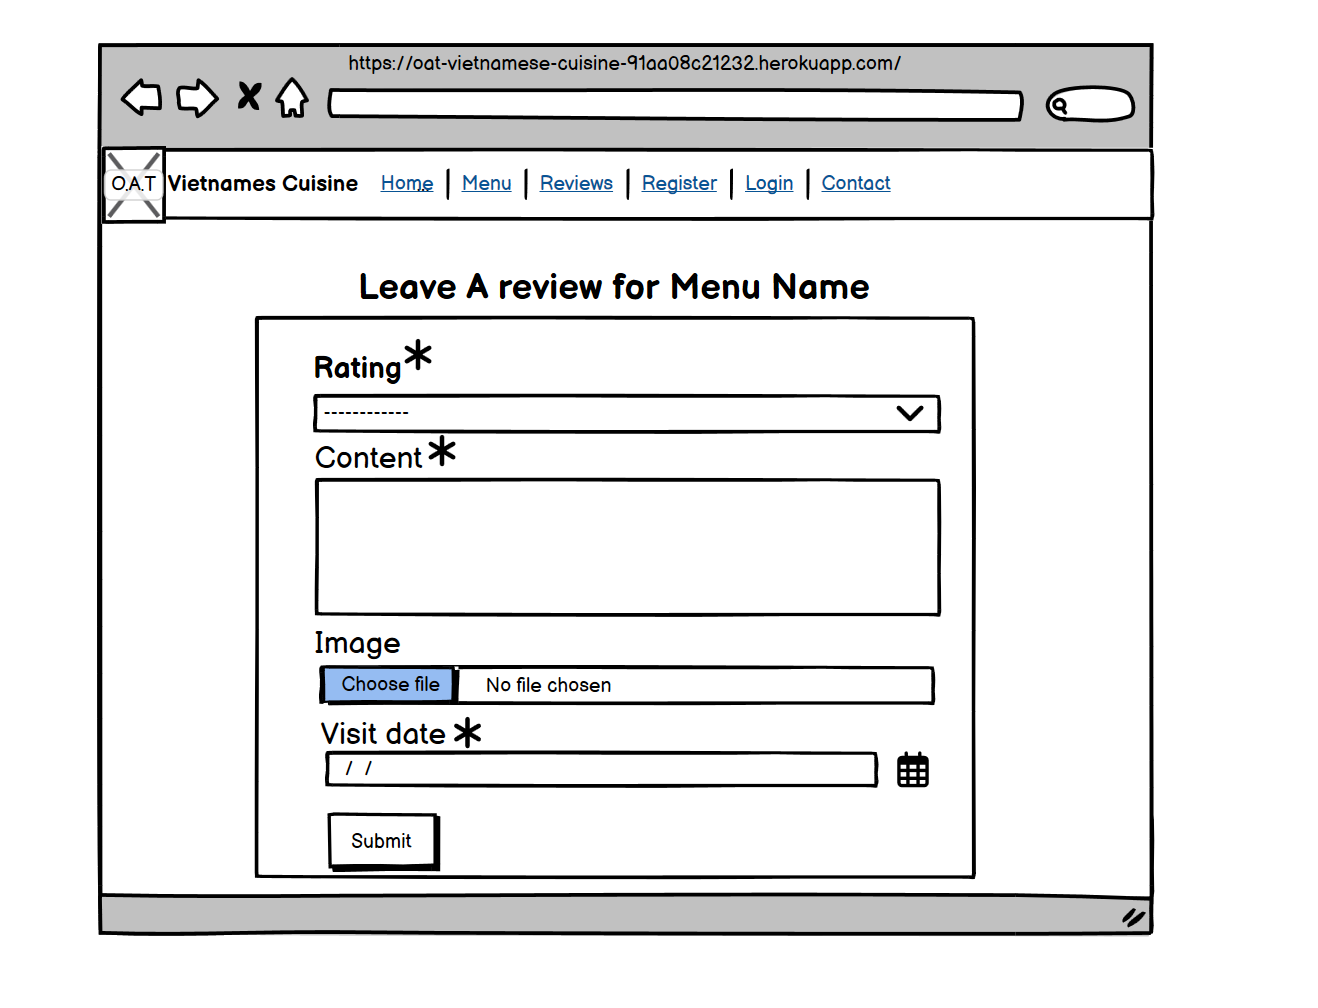 https://oat-vietnamese-cuisine-91aa08c21232.herokuapp.com/
O.A.T Vietnames Cuisine Home Menu Reviews Register Login Contact
Leave A review for Menu Name
Rating*
------------
Content*
Image
Choose file No file chosen
Visit date*
/ /
Submit